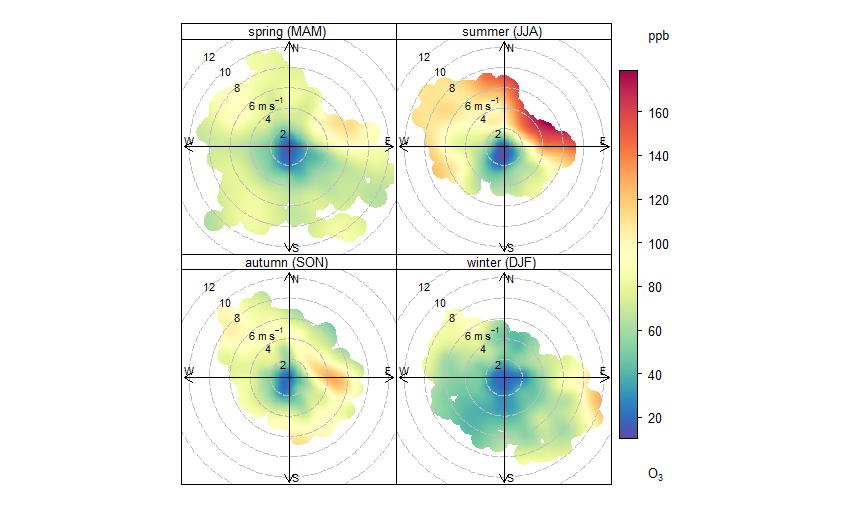 spring (MAM)
N
12
10
8
6 m s⁻¹
4
2
W
E
S
summer (JJA)
N
12
10
8
6 m s⁻¹
4
2
W
E
S
autumn (SON)
N
12
10
8
6 m s⁻¹
4
2
W
E
S
winter (DJF)
N
12
10
8
6 m s⁻¹
4
2
W
E
S
ppb
160
140
120
100
80
60
40
20
O₃